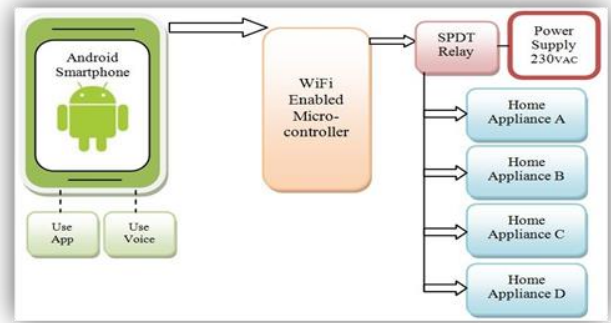 Android
Smartphone
Use
App
Use
Voice
WiFi
Enabled
Micro-
controller
SPDT
Relay
Power
Supply
230VAC
Home
Appliance A
Home
Appliance B
Home
Appliance C
Home
Appliance D